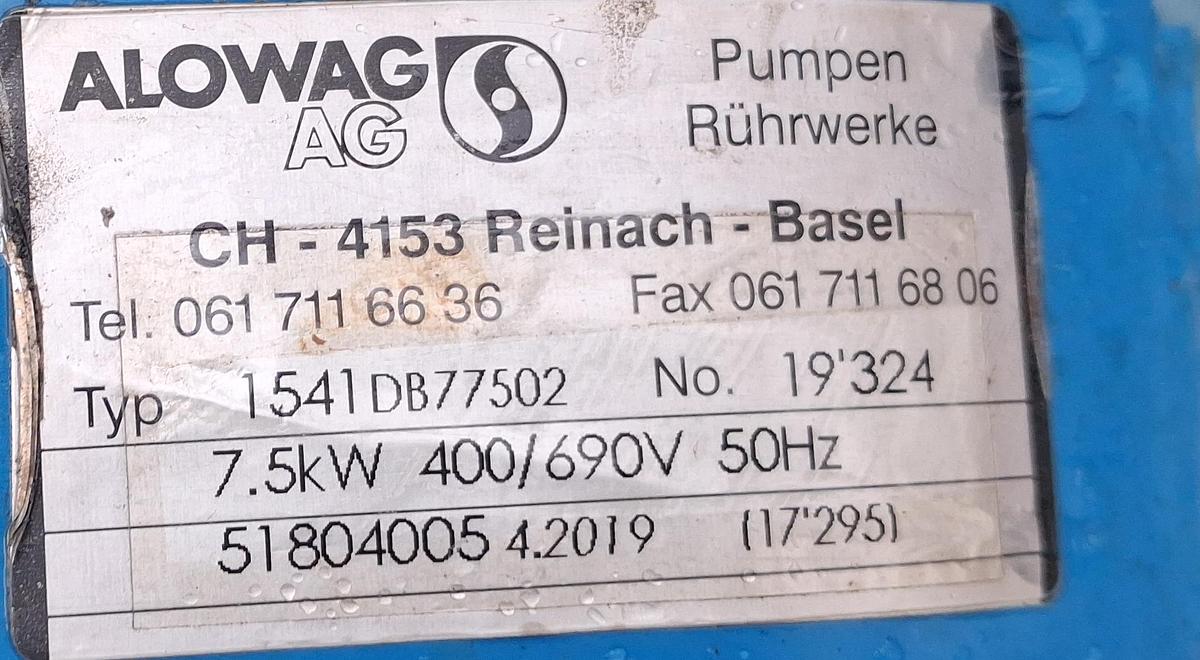 ALOWAG
AG
Pumpen
Rührwerke
CH - 4153 Reinach - Basel
Tel. 061 711 66 36 Fax 061 711 68 06
Typ 1541DB77502 No. 19'324
7.5kW 400/690V 50Hz
51804005 4.2019 (17'295)